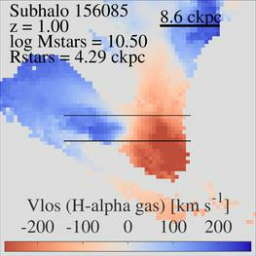 Subhalo 156085
8.6 ckpc
z = 1.00
log Mstars = 10.50
Rstars = 4.29 ckpc
Vlos (H-alpha gas) [km s⁻¹]
-200 -100 0 100 200